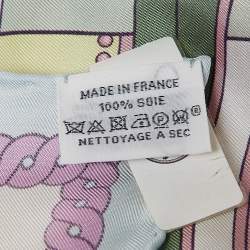 MADE IN FRANCE
100% SOIE
NETTOYAGE A SEC